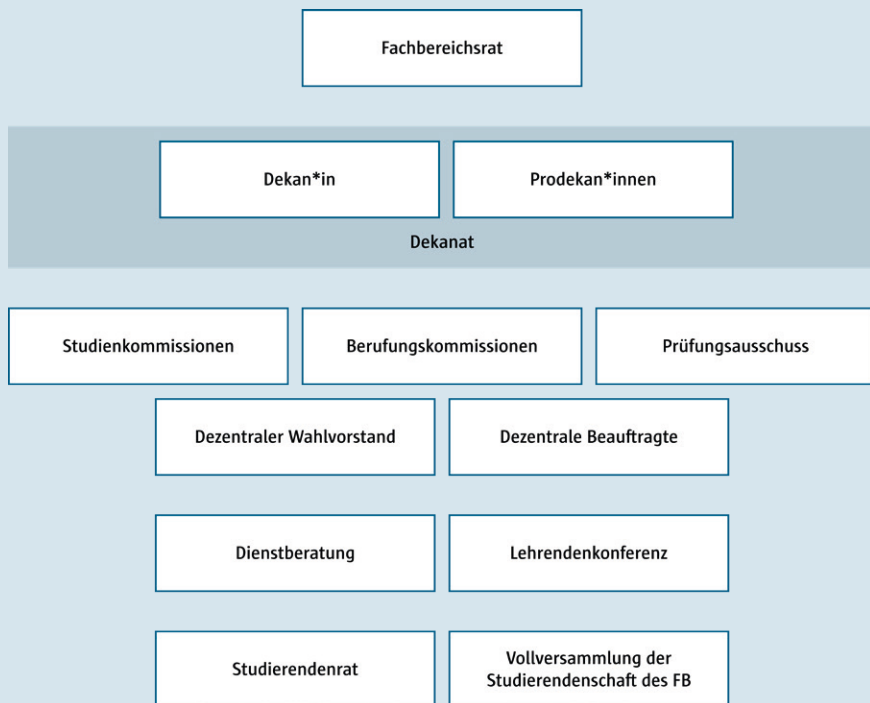 Fachbereichsrat
Dekan*in
Prodekan*innen
Dekanat
Studienkommissionen
Berufungskommissionen
Prüfungsausschuss
Dezentraler Wahlvorstand
Dezentrale Beauftragte
Dienstberatung
Lehrendenkonferenz
Studierendenrat
Vollversammlung der
Studierendenschaft des FB